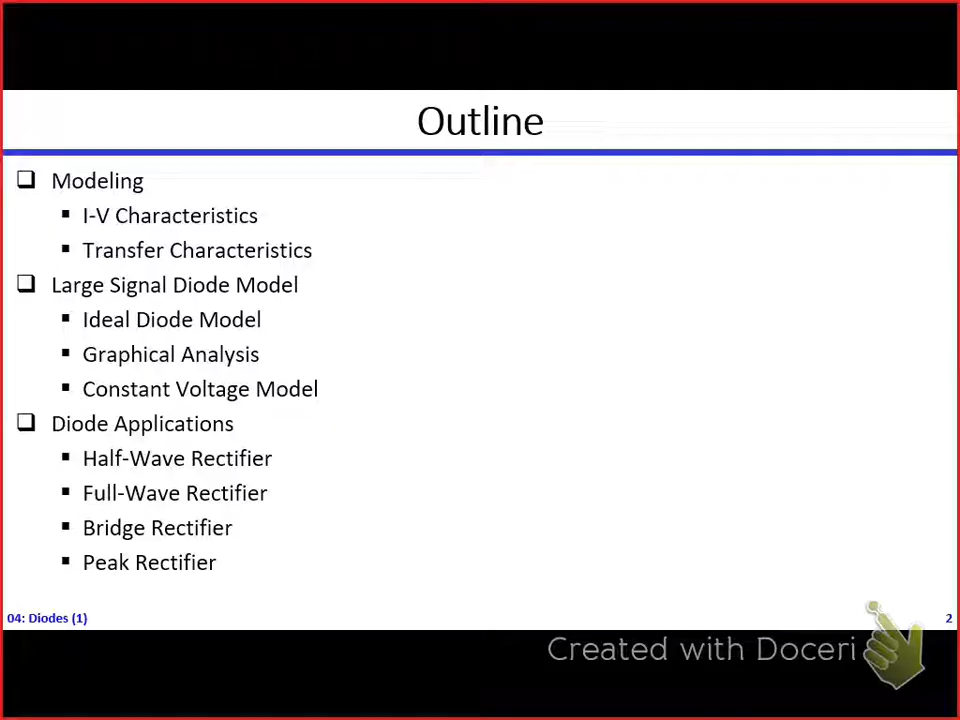 Outline
❑ Modeling
▪ I-V Characteristics
▪ Transfer Characteristics
❑ Large Signal Diode Model
▪ Ideal Diode Model
▪ Graphical Analysis
▪ Constant Voltage Model
❑ Diode Applications
▪ Half-Wave Rectifier
▪ Full-Wave Rectifier
▪ Bridge Rectifier
▪ Peak Rectifier
04: Diodes (1)
2
Created with Doceri